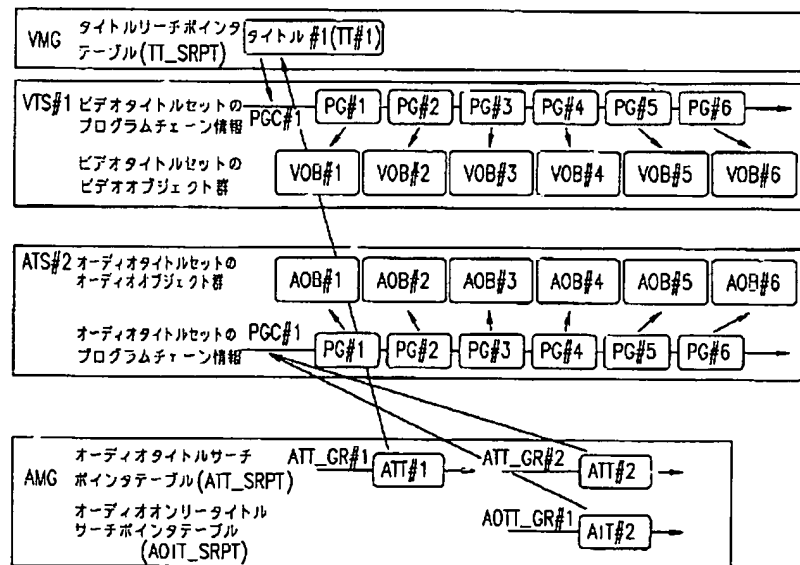 VMG
タイトルリーチポインタ
テーブル(TT_SRPT)
タイトル #1(TT#1)
VTS#1
ビデオタイトルセットの
プログラムチェーン情報
PGC#1
PG#1 PG#2 PG#3 PG#4 PG#5 PG#6
ビデオタイトルセットの
ビデオオブジェクト群
VOB#1 VOB#2 VOB#3 VOB#4 VOB#5 VOB#6
ATS#2
オーディオタイトルセットの
オーディオオブジェクト群
AOB#1 AOB#2 AOB#3 AOB#4 AOB#5 AOB#6
オーディオタイトルセットの
プログラムチェーン情報
PGC#1
PG#1 PG#2 PG#3 PG#4 PG#5 PG#6
AMG
オーディオタイトルサーチ
ポインタテーブル(ATT_SRPT)
ATT_GR#1 ATT#1 ATT_GR#2 ATT#2
オーディオオンリータイトル
サーチポインタテーブル
(AOIT_SRPT)
AOTT_GR#1 AIT#2